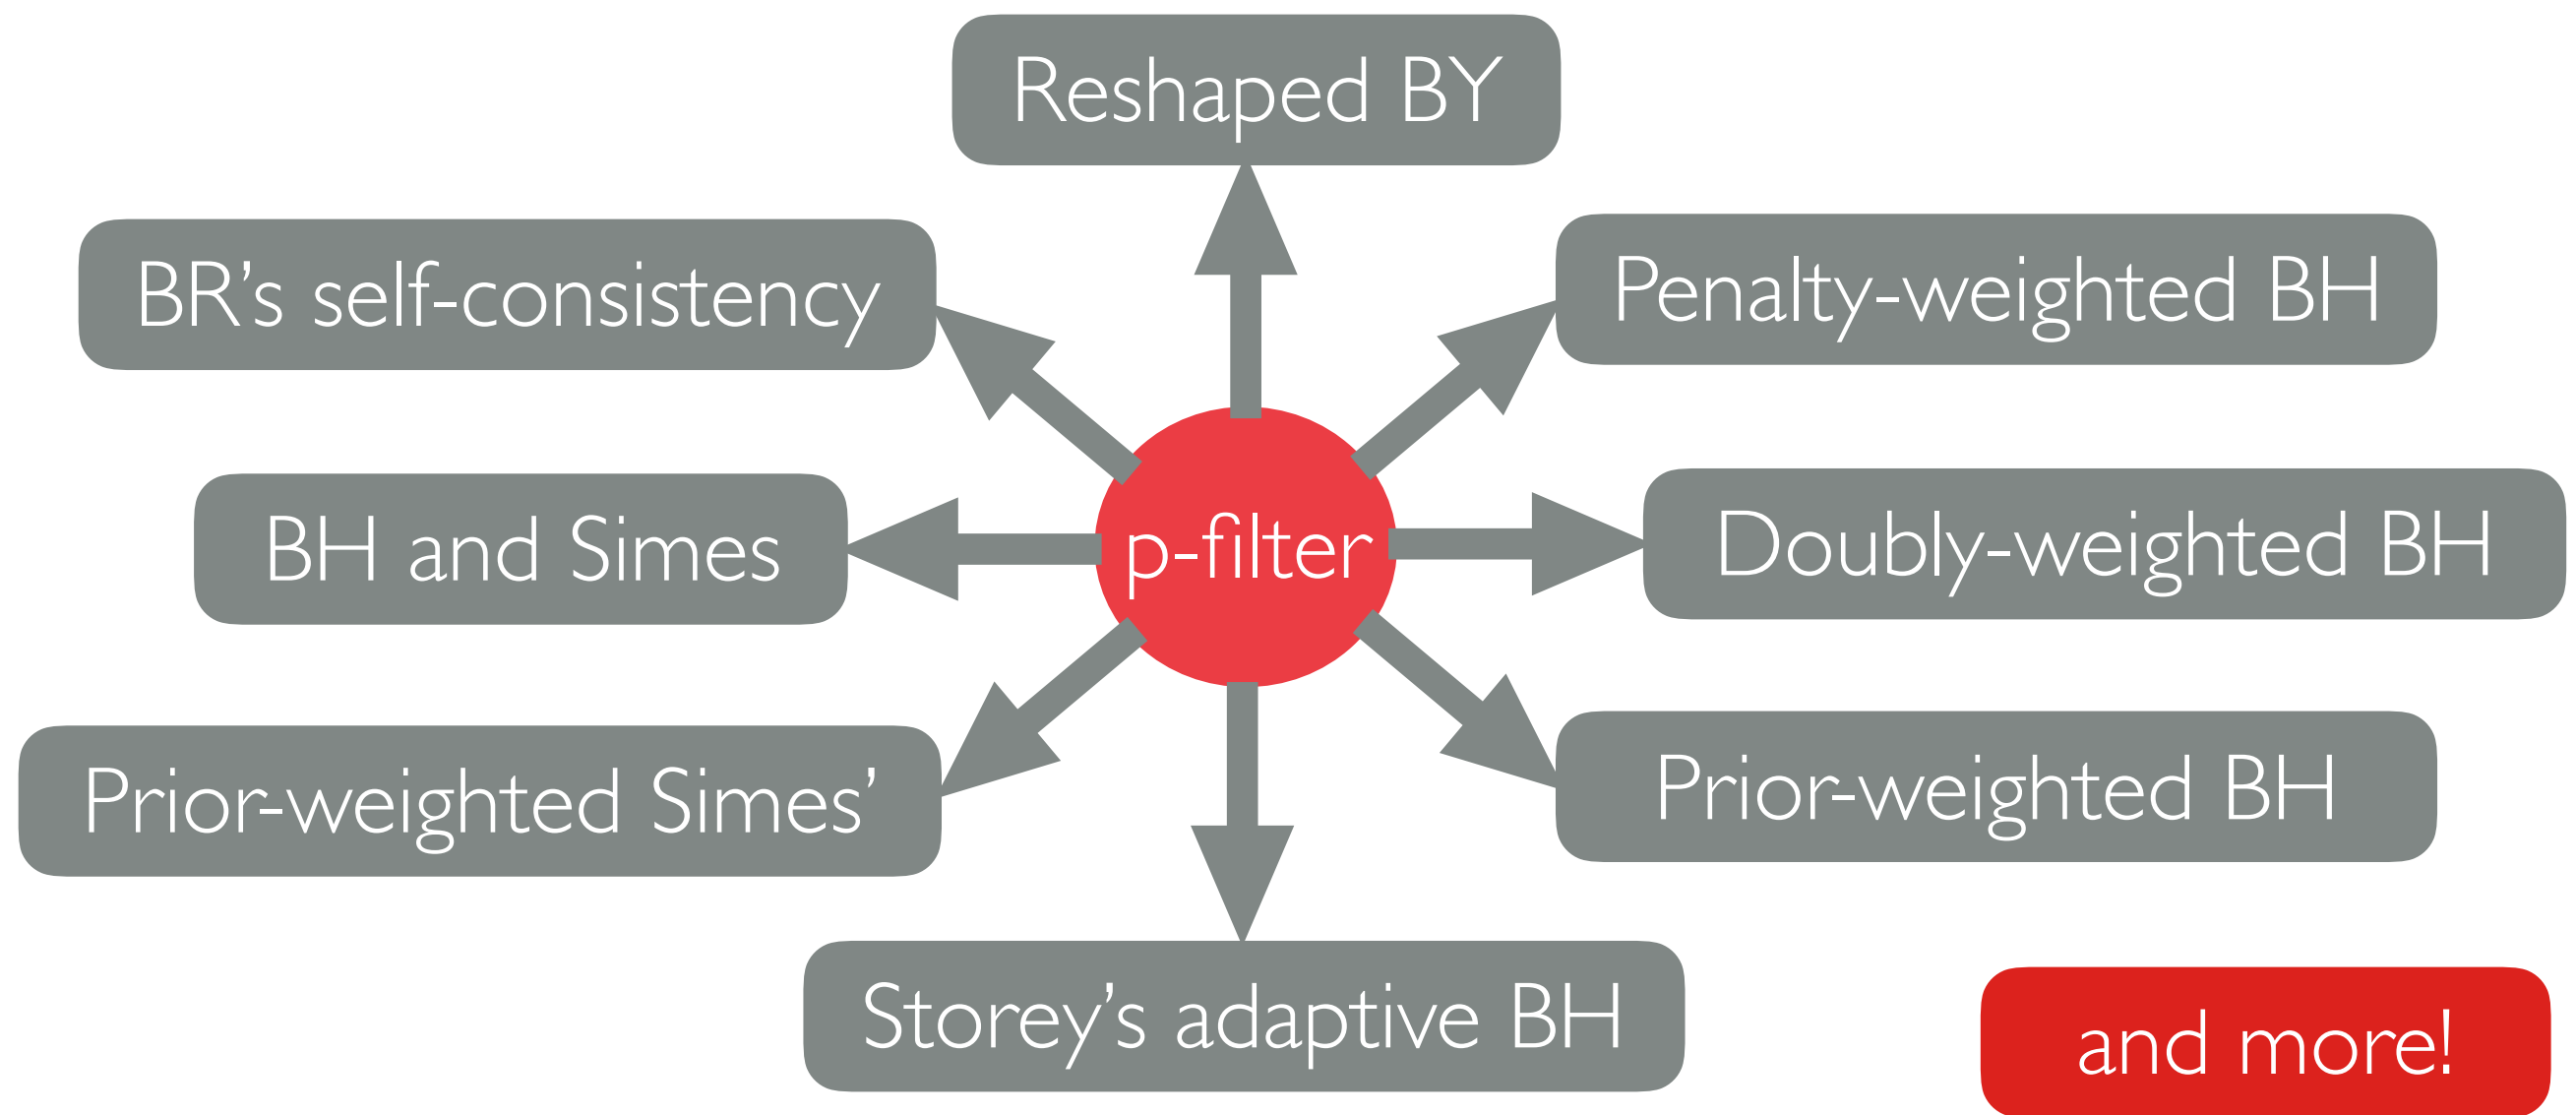 Reshaped BY
BR’s self-consistency
Penalty-weighted BH
BH and Simes
p-filter
Doubly-weighted BH
Prior-weighted Simes’
Prior-weighted BH
Storey’s adaptive BH
and more!